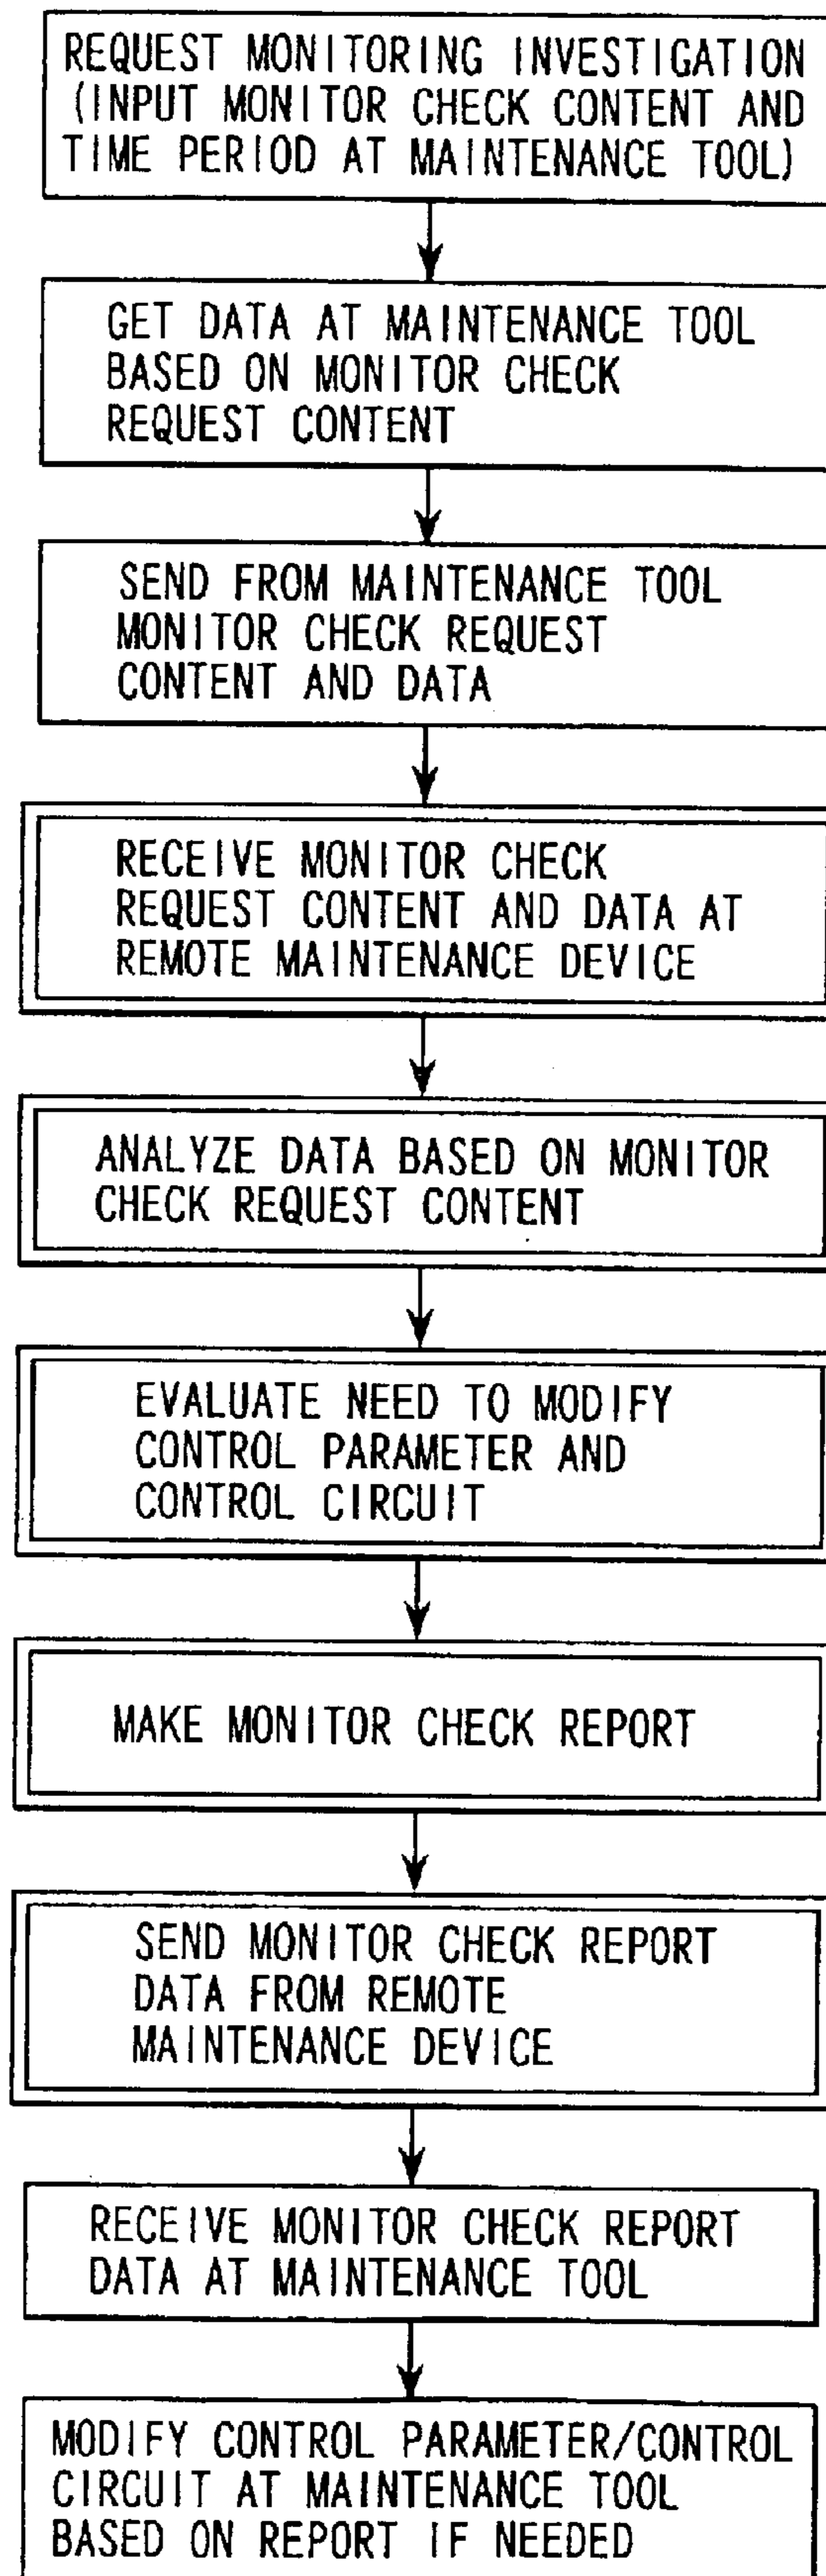 REQUEST MONITORING INVESTIGATION
(INPUT MONITOR CHECK CONTENT AND
TIME PERIOD AT MAINTENANCE TOOL)
GET DATA AT MAINTENANCE TOOL
BASED ON MONITOR CHECK
REQUEST CONTENT
SEND FROM MAINTENANCE TOOL
MONITOR CHECK REQUEST
CONTENT AND DATA
RECEIVE MONITOR CHECK
REQUEST CONTENT AND DATA AT
REMOTE MAINTENANCE DEVICE
ANALYZE DATA BASED ON MONITOR
CHECK REQUEST CONTENT
EVALUATE NEED TO MODIFY
CONTROL PARAMETER AND
CONTROL CIRCUIT
MAKE MONITOR CHECK REPORT
SEND MONITOR CHECK REPORT
DATA FROM REMOTE
MAINTENANCE DEVICE
RECEIVE MONITOR CHECK REPORT
DATA AT MAINTENANCE TOOL
MODIFY CONTROL PARAMETER/CONTROL
CIRCUIT AT MAINTENANCE TOOL
BASED ON REPORT IF NEEDED